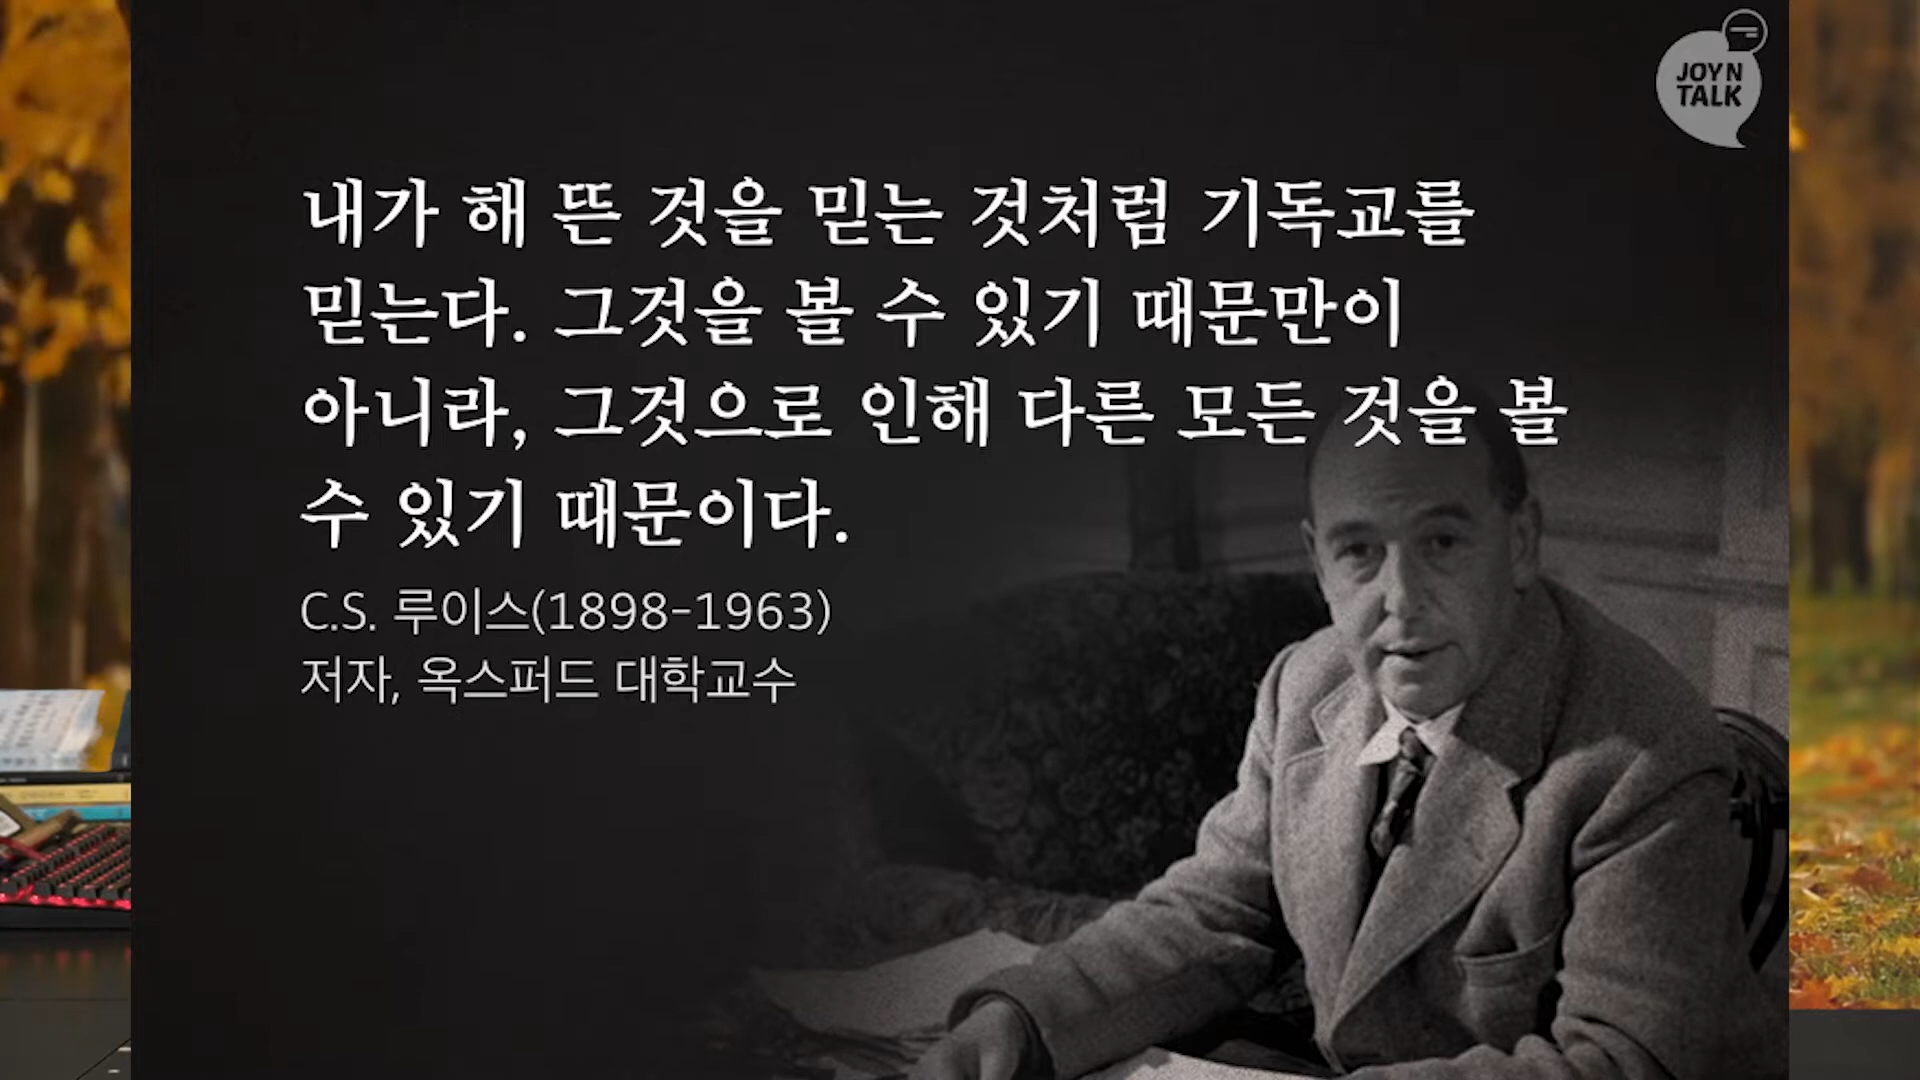 JOYN
TALK
내가 해 뜬 것을 믿는 것처럼 기독교를
믿는다. 그것을 볼 수 있기 때문만이
아니라, 그것으로 인해 다른 모든 것을 볼
수 있기 때문이다.
C.S. 루이스(1898-1963)
저자, 옥스퍼드 대학교수